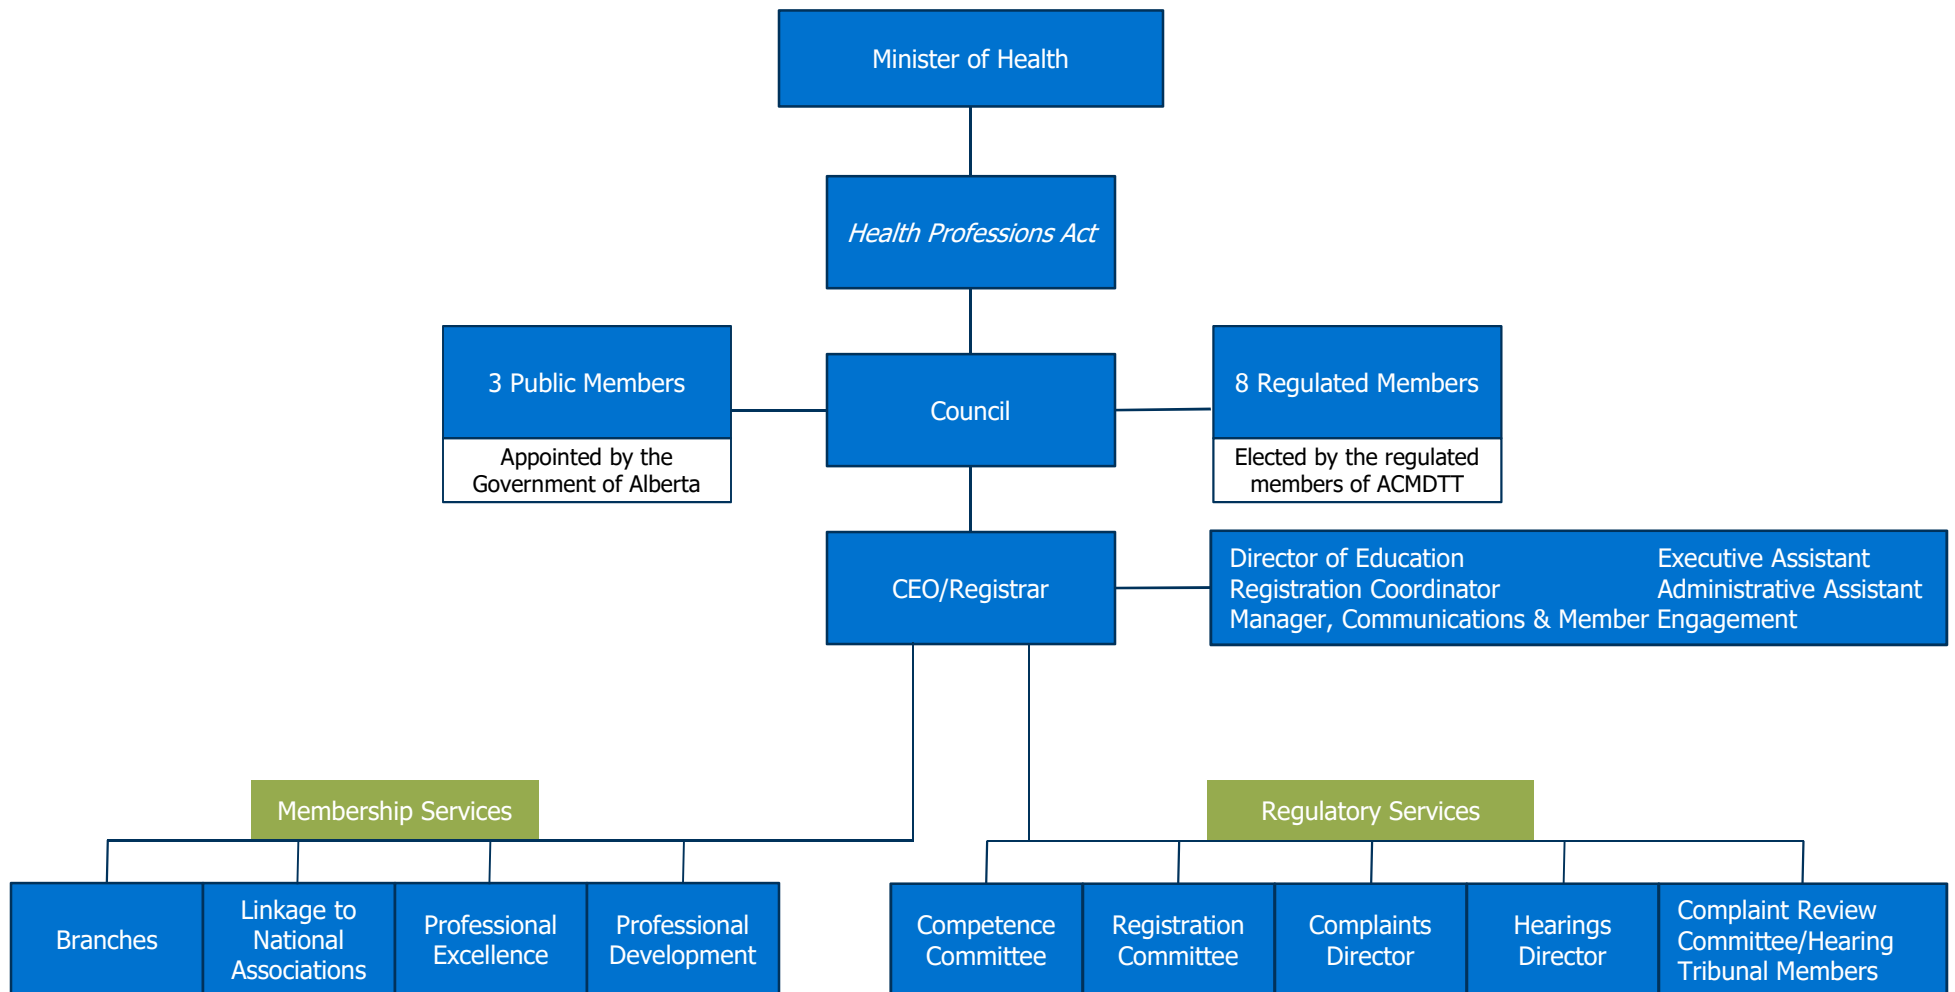 Minister of Health
Health Professions Act
3 Public Members
Appointed by the
Government of Alberta
Council
8 Regulated Members
Elected by the regulated
members of ACMDTT
CEO/Registrar
Director of Education
Executive Assistant
Registration Coordinator
Administrative Assistant
Manager, Communications & Member Engagement
Membership Services
Regulatory Services
Branches
Linkage to
National
Associations
Professional
Excellence
Professional
Development
Competence
Committee
Registration
Committee
Complaints
Director
Hearings
Director
Complaint Review
Committee/Hearing
Tribunal Members